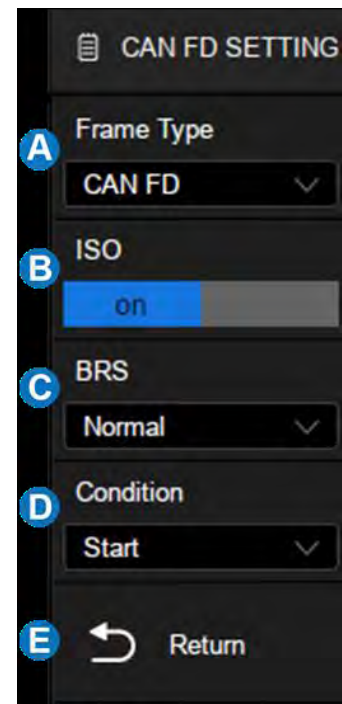 CAN FD SETTING
A
Frame Type
CAN FD
B
ISO
on
C
BRS
Normal
D
Condition
Start
E
Return